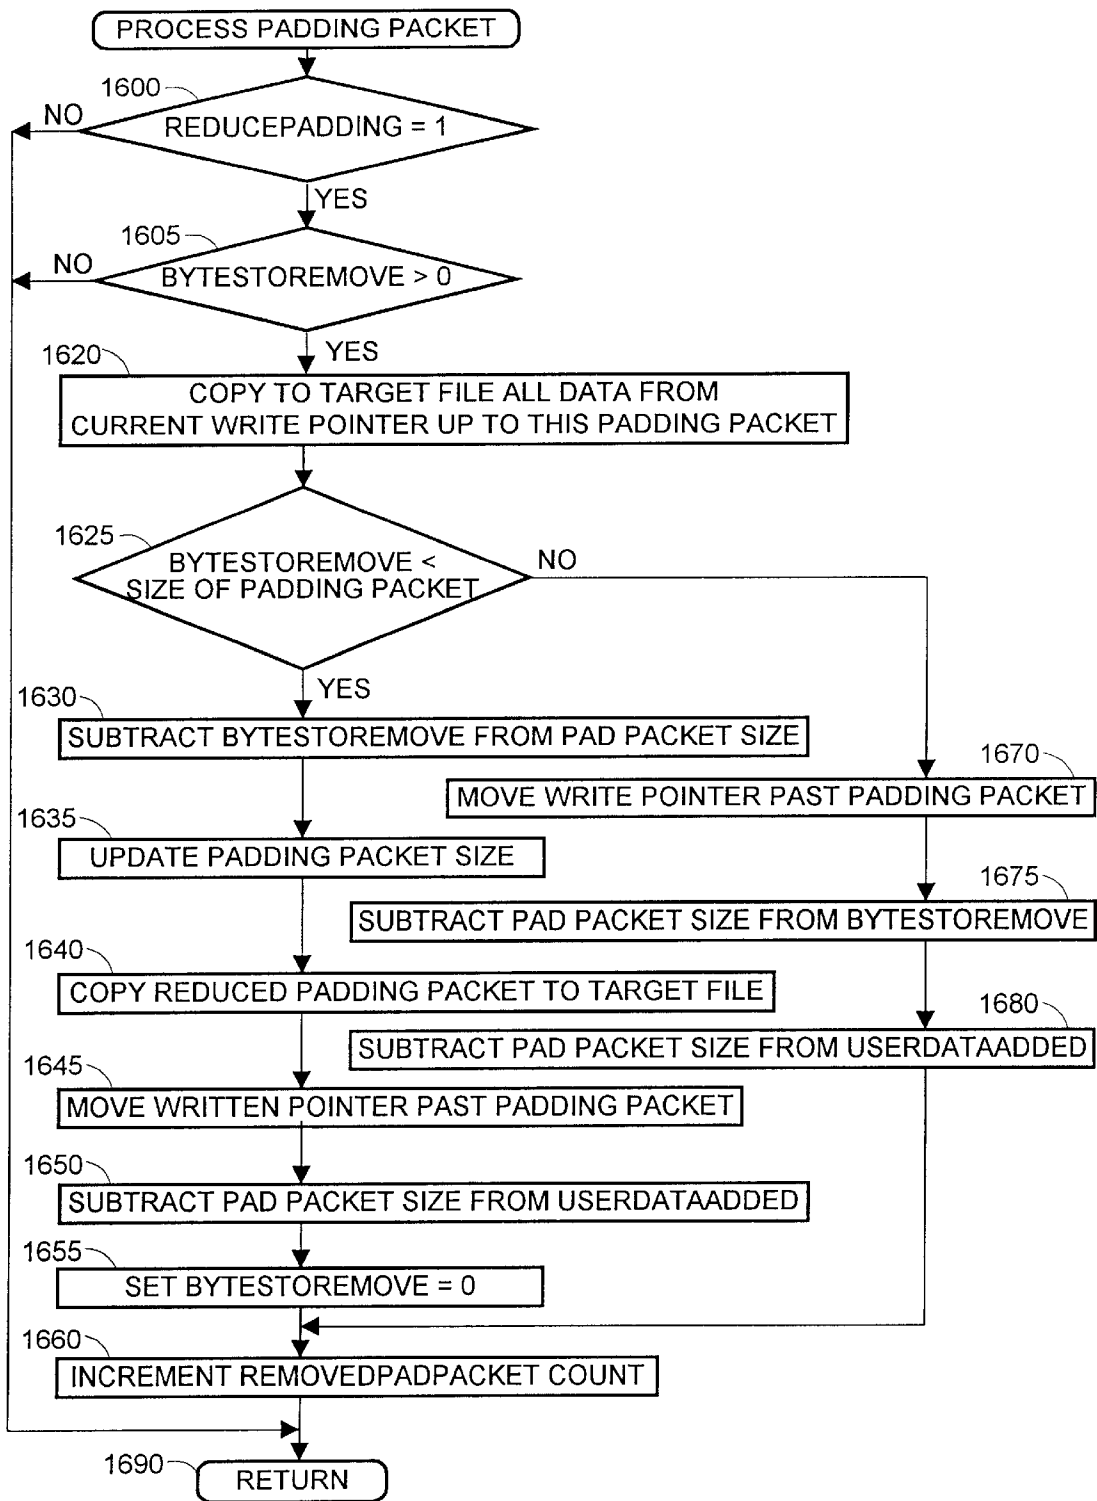 PROCESS PADDING PACKET
1600
NO
REDUCEPADDING = 1
YES
1605
NO
BYTESTOREMOVE > 0
YES
1620
COPY TO TARGET FILE ALL DATA FROM
CURRENT WRITE POINTER UP TO THIS PADDING PACKET
1625
BYTESTOREMOVE <
SIZE OF PADDING PACKET
NO
YES
1630
SUBTRACT BYTESTOREMOVE FROM PAD PACKET SIZE
1670
MOVE WRITE POINTER PAST PADDING PACKET
1635
UPDATE PADDING PACKET SIZE
1675
SUBTRACT PAD PACKET SIZE FROM BYTESTOREMOVE
1640
COPY REDUCED PADDING PACKET TO TARGET FILE
1680
SUBTRACT PAD PACKET SIZE FROM USERDATAADDED
1645
MOVE WRITTEN POINTER PAST PADDING PACKET
1650
SUBTRACT PAD PACKET SIZE FROM USERDATAADDED
1655
SET BYTESTOREMOVE = 0
1660
INCREMENT REMOVEDPADPACKET COUNT
1690
RETURN